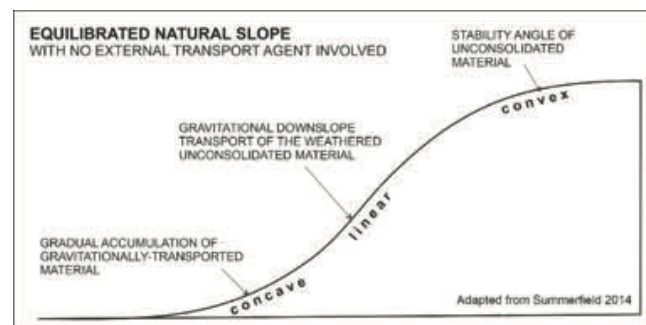 EQUILIBRATED NATURAL SLOPE
WITH NO EXTERNAL TRANSPORT AGENT INVOLVED
STABILITY ANGLE OF
UNCONSOLIDATED
MATERIAL
convex
GRAVITATIONAL DOWNSLOPE
TRANSPORT OF THE WEATHERED
UNCONSOLIDATED MATERIAL
linear
GRADUAL ACCUMULATION OF
GRAVITATIONALLY-TRANSPORTED
MATERIAL
concave
Adapted from Summerfield 2014